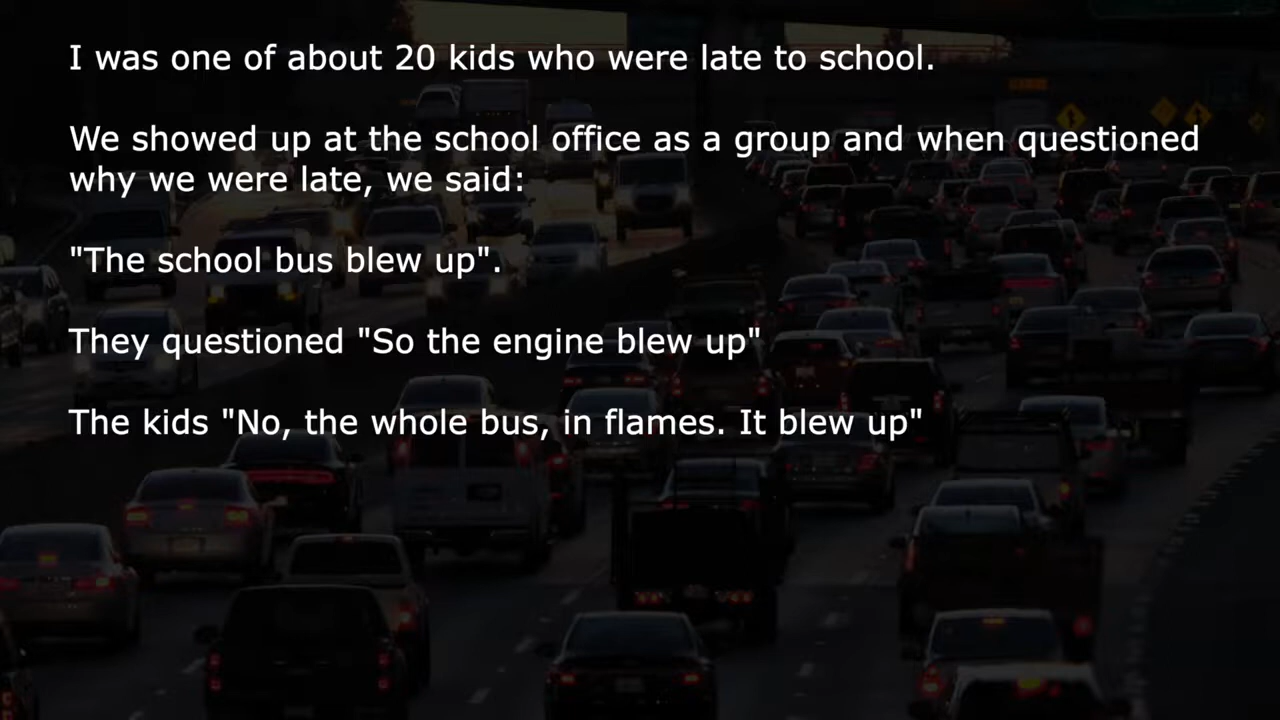 I was one of about 20 kids who were late to school.
We showed up at the school office as a group and when questioned
why we were late, we said:
"The school bus blew up".
They questioned "So the engine blew up"
The kids "No, the whole bus, in flames. It blew up"